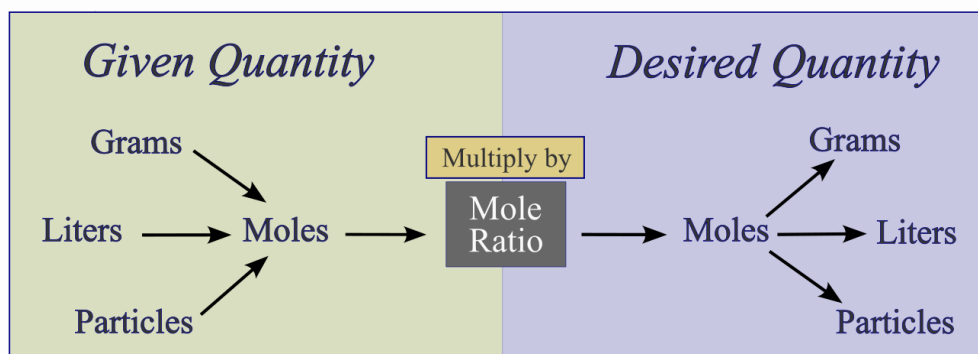 Given Quantity
Desired Quantity
Grams
Grams
Multiply by
Liters
Moles
Mole
Ratio
Moles
Liters
Particles
Particles